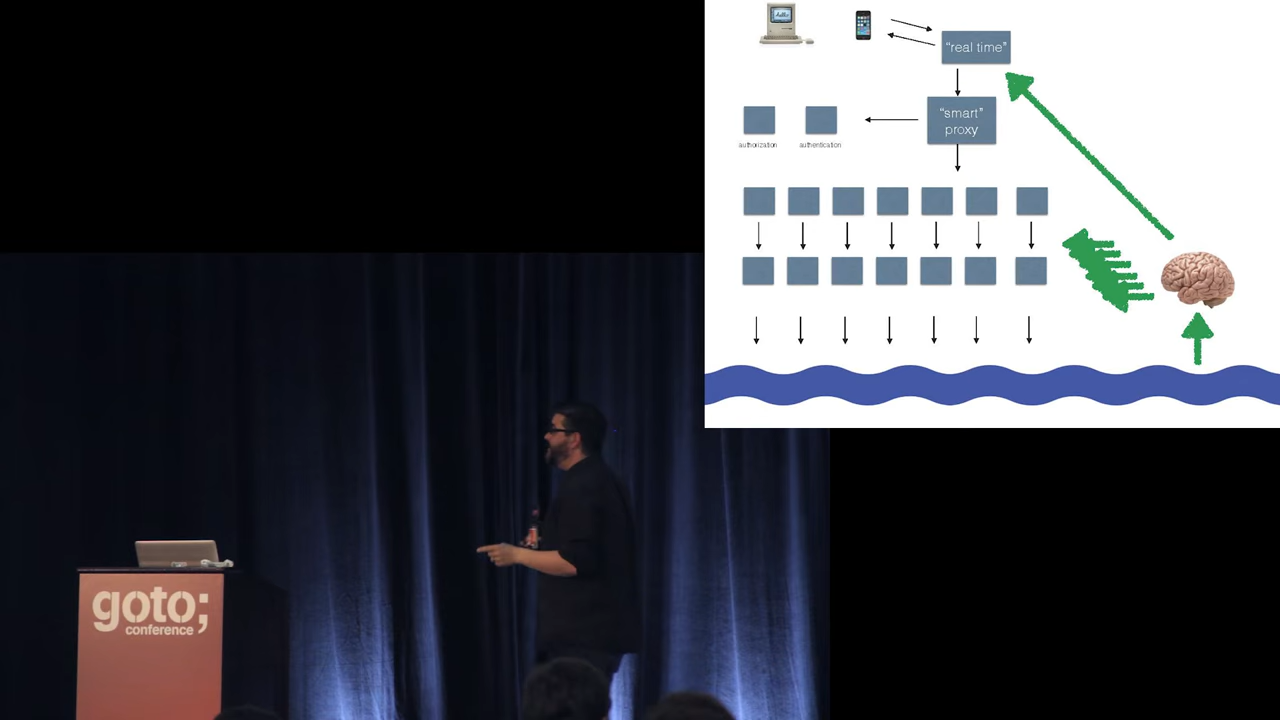 "real time"
"smart"
proxy
authorization
authentication
goto;
conference